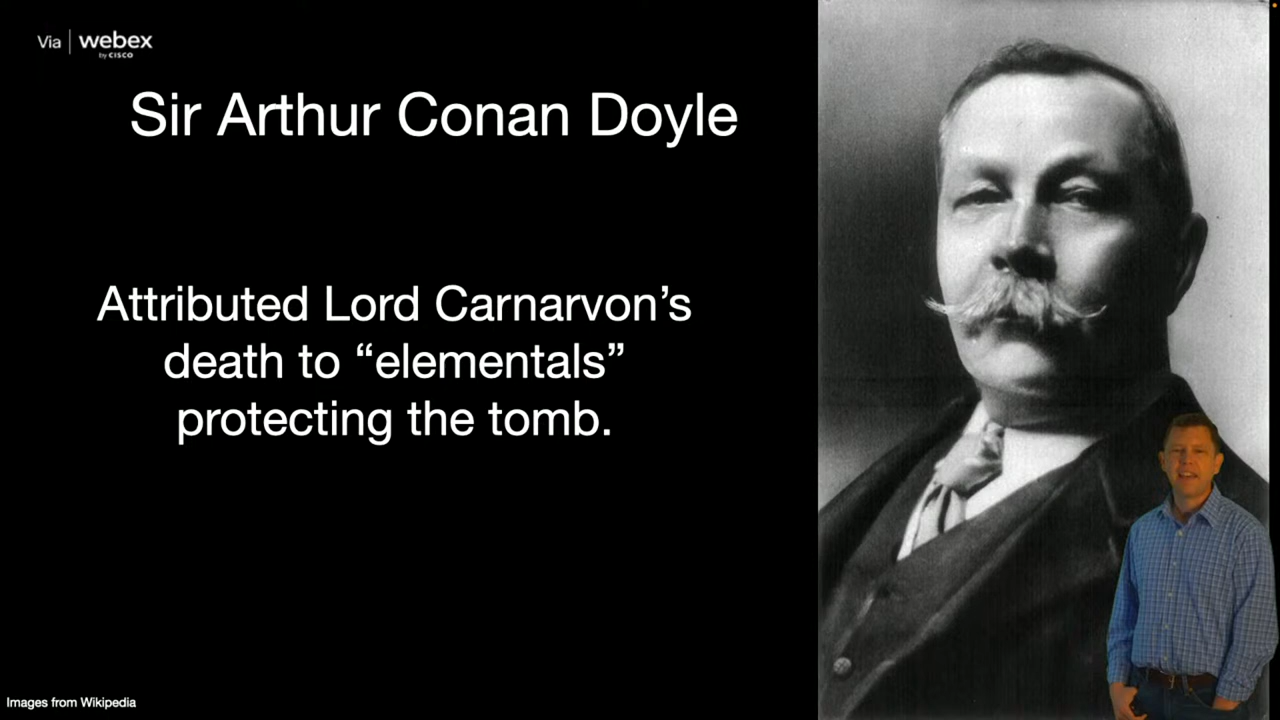 Via | webex
by CISCO
Sir Arthur Conan Doyle
Attributed Lord Carnarvon’s
death to “elementals”
protecting the tomb.
Images from Wikipedia